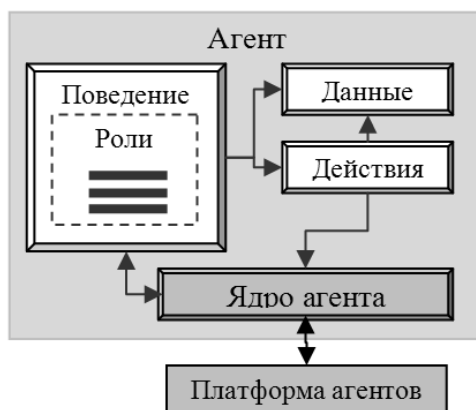 Агент
Поведение
Роли
Данные
Действия
Ядро агента
Платформа агентов